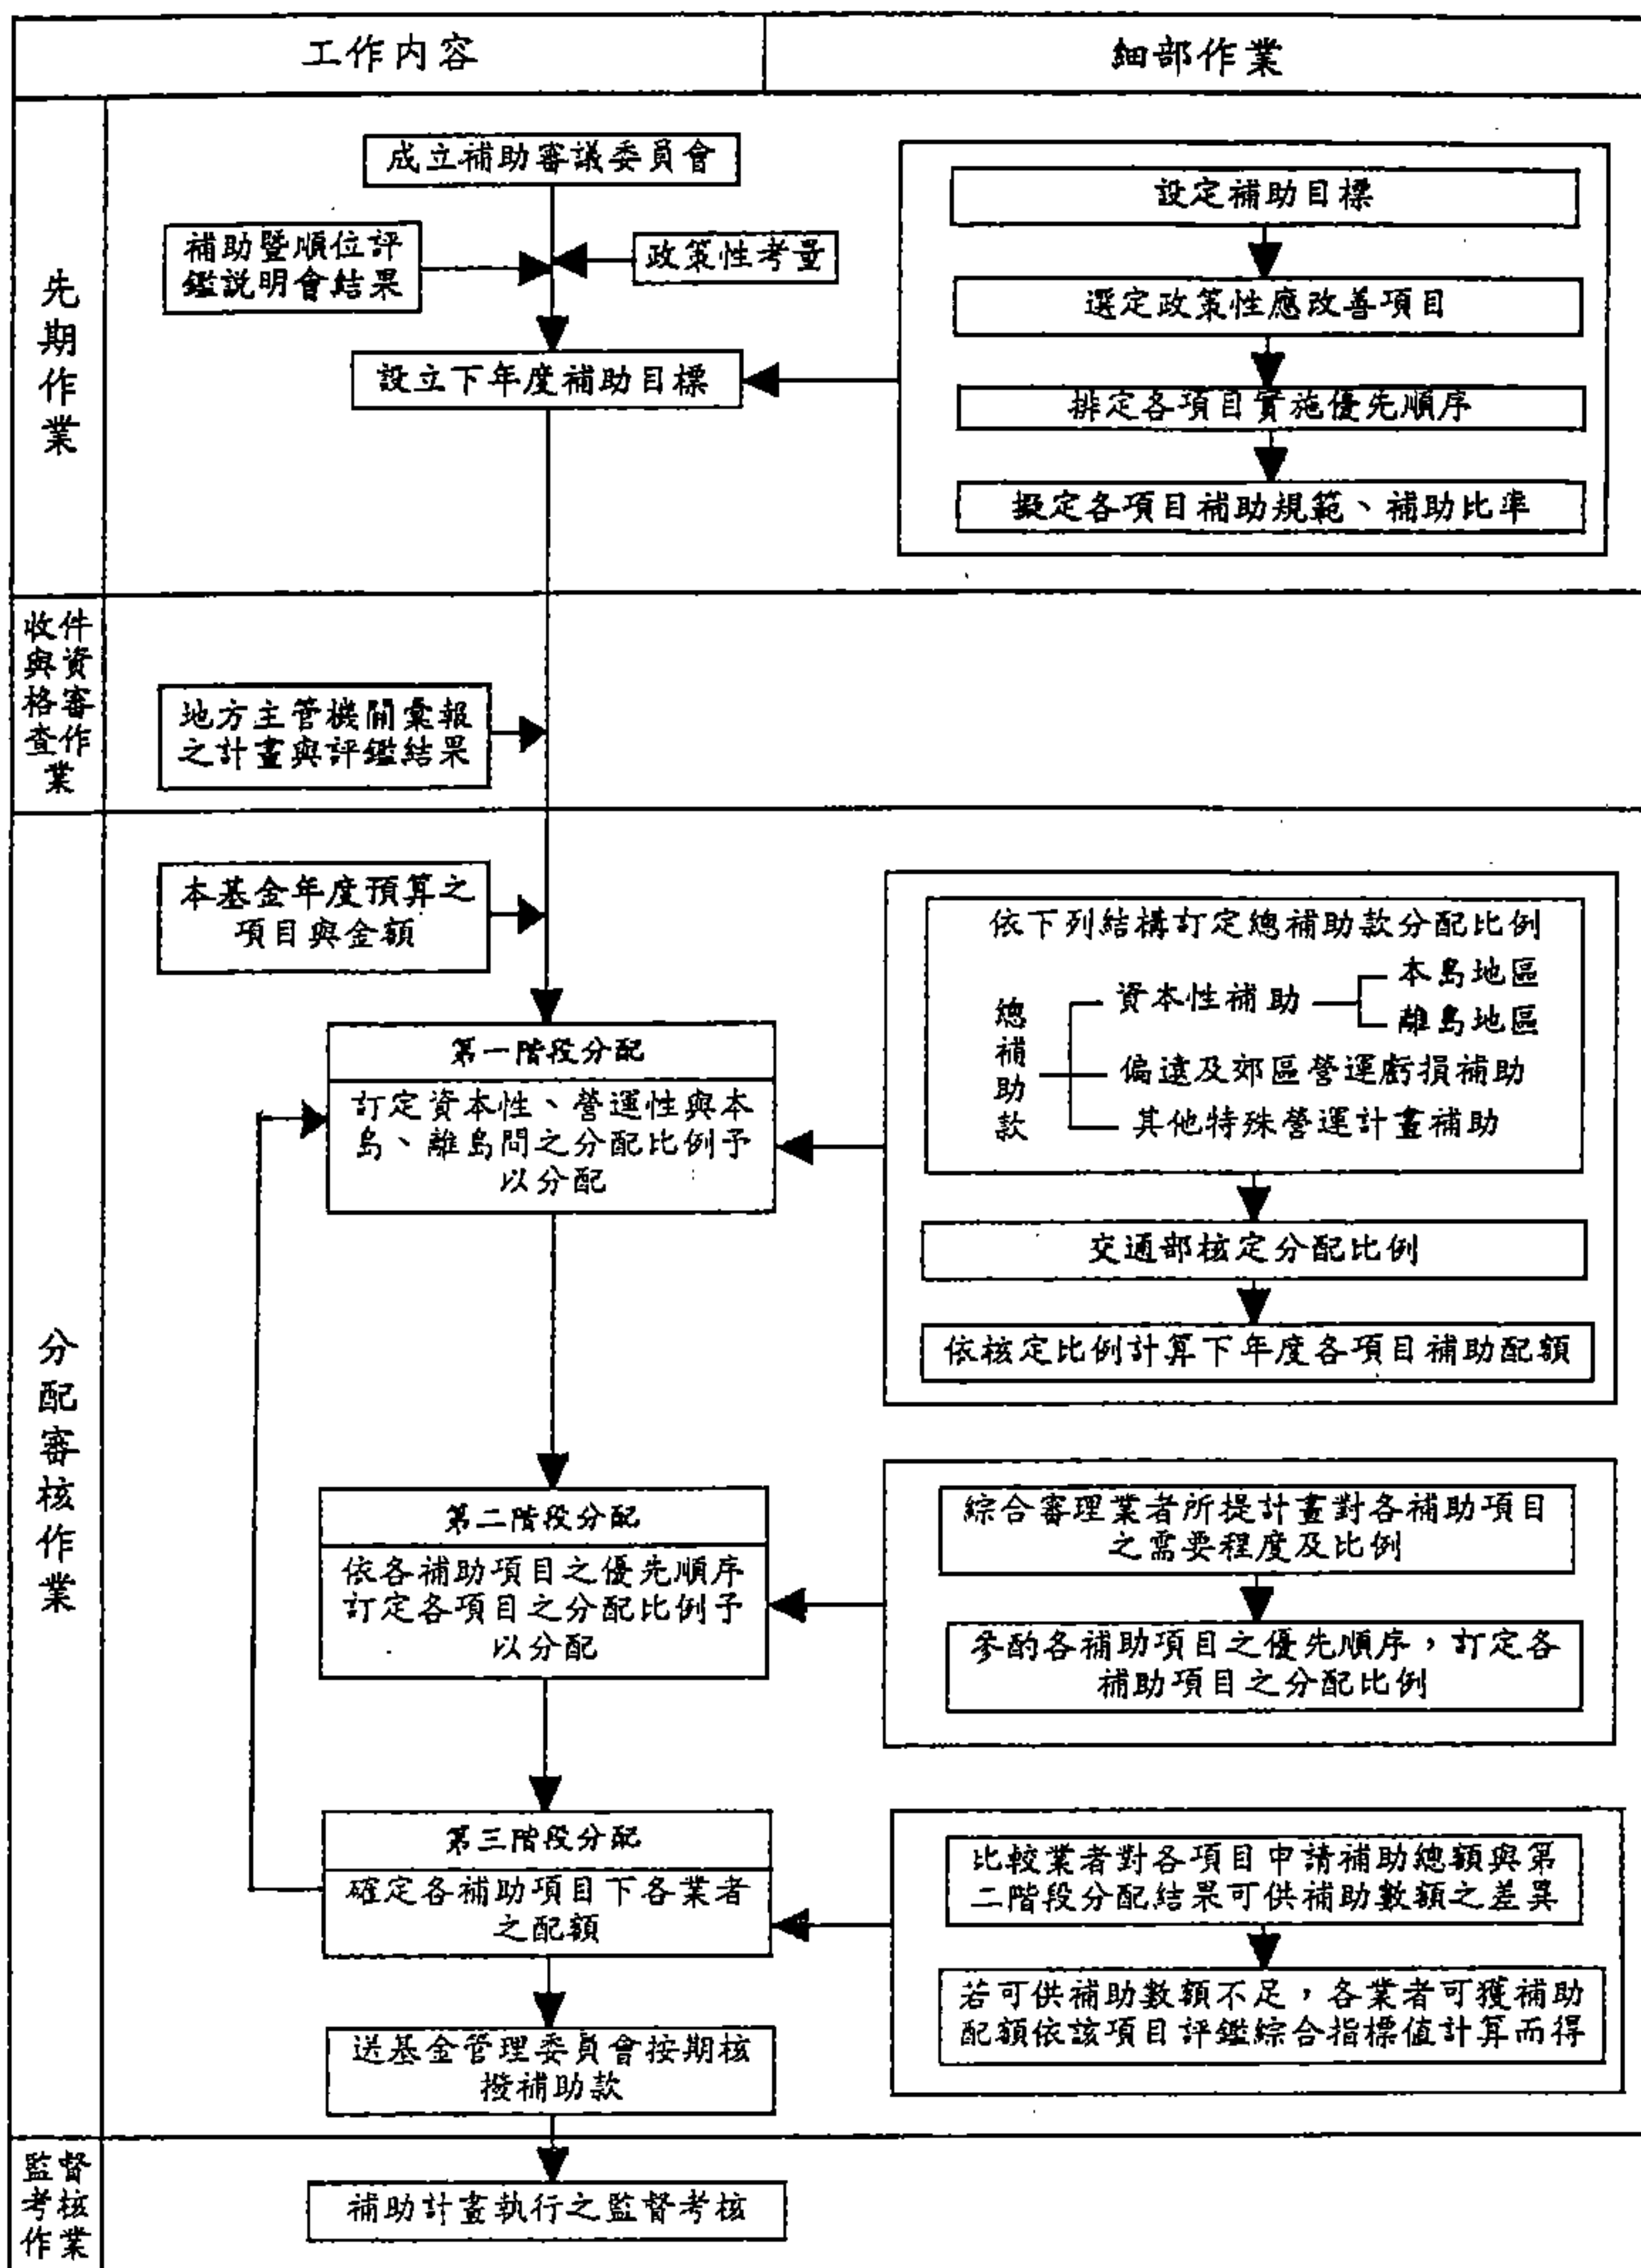 工作內容
細部作業
先期作業
成立補助審議委員會
補助暨順位評
鑑說明會結果
政策性考量
設立下年度補助目標
設定補助目標
選定政策性應改善項目
排定各項目實施優先順序
擬定各項目補助規範、補助比率
收件
與資
格審
查作
業
地方主管機關彙報
之計畫與評鑑結果
分配審核作業
本基金年度預算之
項目與金額
第一階段分配
訂定資本性、營運性與本
島、離島間之分配比例予
以分配
依下列結構訂定總補助款分配比例
總補助款
資本性補助
本島地區
離島地區
偏遠及郊區營運虧損補助
其他特殊營運計畫補助
交通部核定分配比例
依核定比例計算下年度各項目補助配額
第二階段分配
依各補助項目之優先順序
訂定各項目之分配比例予
以分配
綜合審理業者所提計畫對各補助項目
之需要程度及比例
參酌各補助項目之優先順序，訂定各
補助項目之分配比例
第三階段分配
確定各補助項目下各業者
之配額
比較業者對各項目申請補助總額與第
二階段分配結果可供補助數額之差異
若可供補助數額不足，各業者可獲補助
配額依該項目評鑑綜合指標值計算而得
送基金管理委員會按期核
撥補助款
監督
考核
作業
補助計畫執行之監督考核